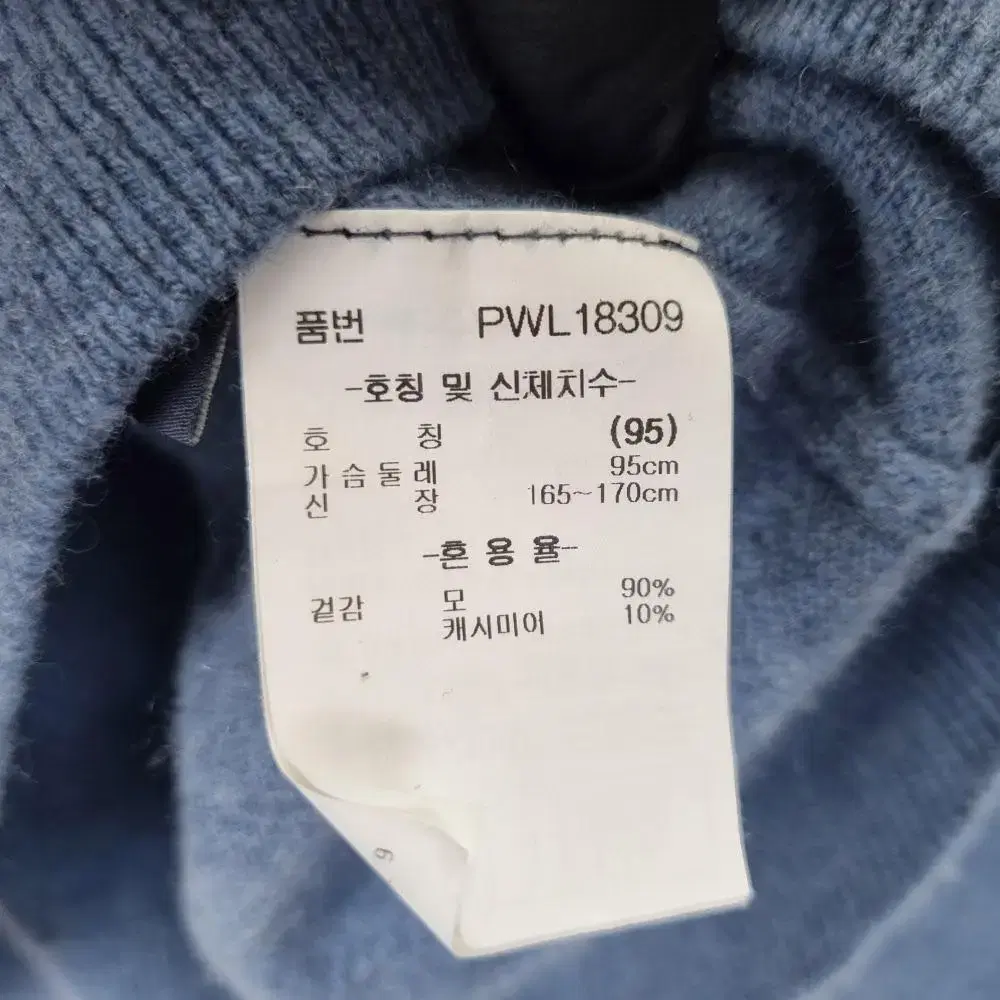 품번 PWL18309
-호칭 및 신체치수-
호 칭 (95)
가 슴 둘 레 95cm
신 장 165~170cm
-혼 용 율-
겉감 모 90%
캐시미어 10%